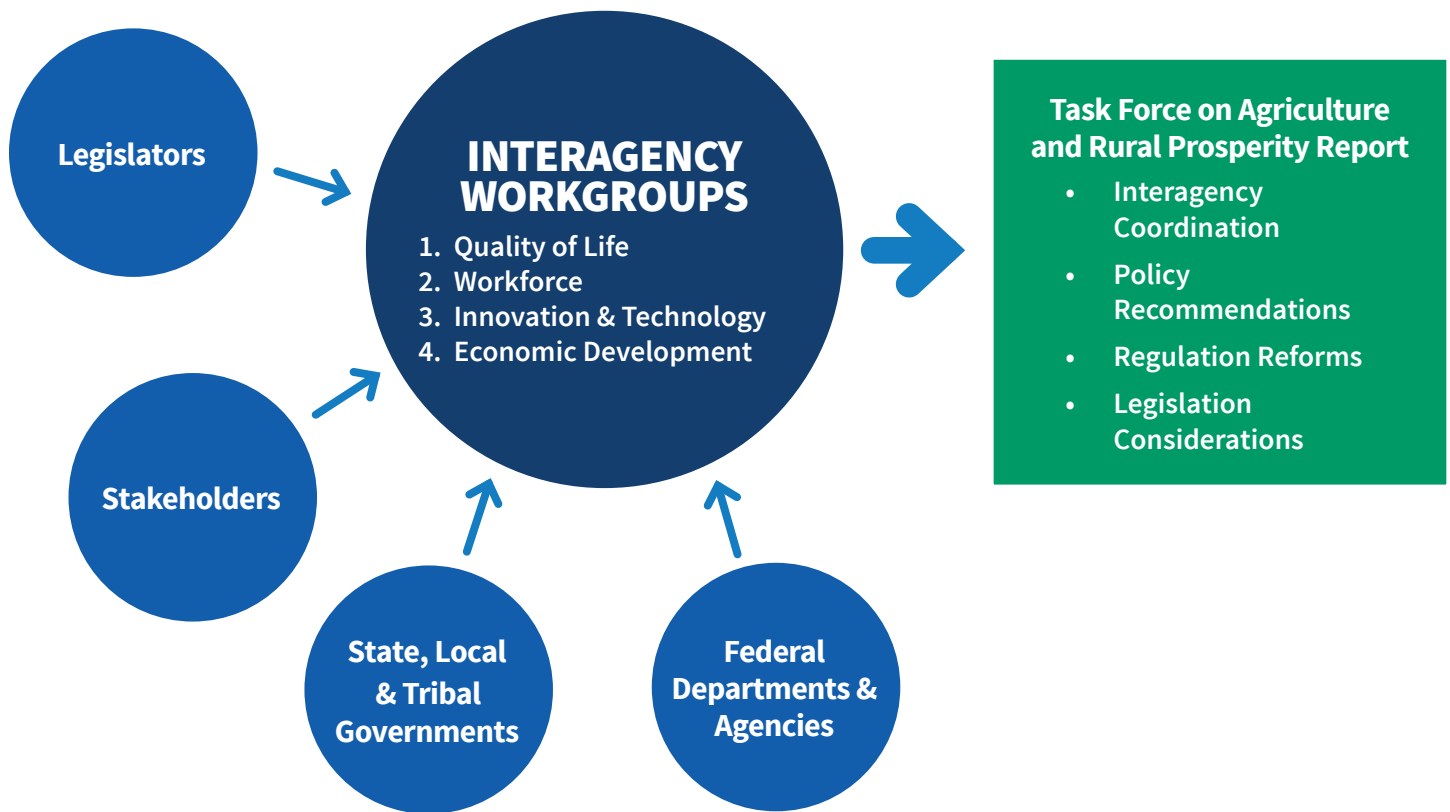 Legislators
INTERAGENCY
WORKGROUPS
1. Quality of Life
2. Workforce
3. Innovation & Technology
4. Economic Development
Task Force on Agriculture
and Rural Prosperity Report
• Interagency
Coordination
• Policy
Recommendations
• Regulation Reforms
• Legislation
Considerations
Stakeholders
State, Local
& Tribal
Governments
Federal
Departments &
Agencies